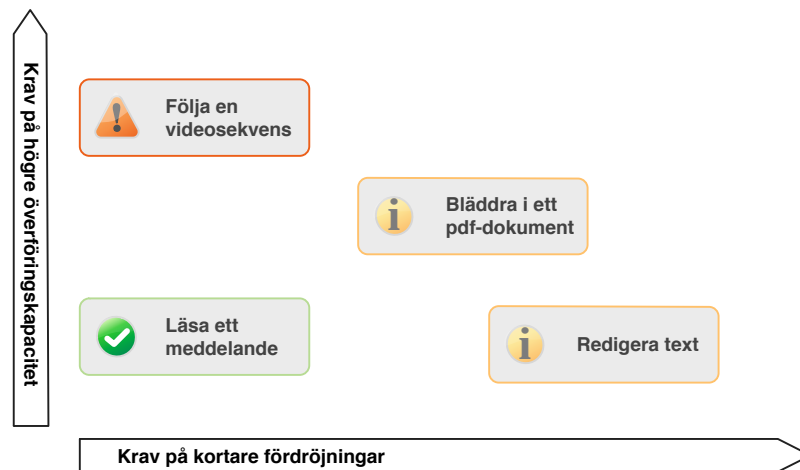 Krav på högre överföringskapacitet
Följa en
videosekvens
Bläddra i ett
pdf-dokument
Läsa ett
meddelande
Redigera text
Krav på kortare fördröjningar